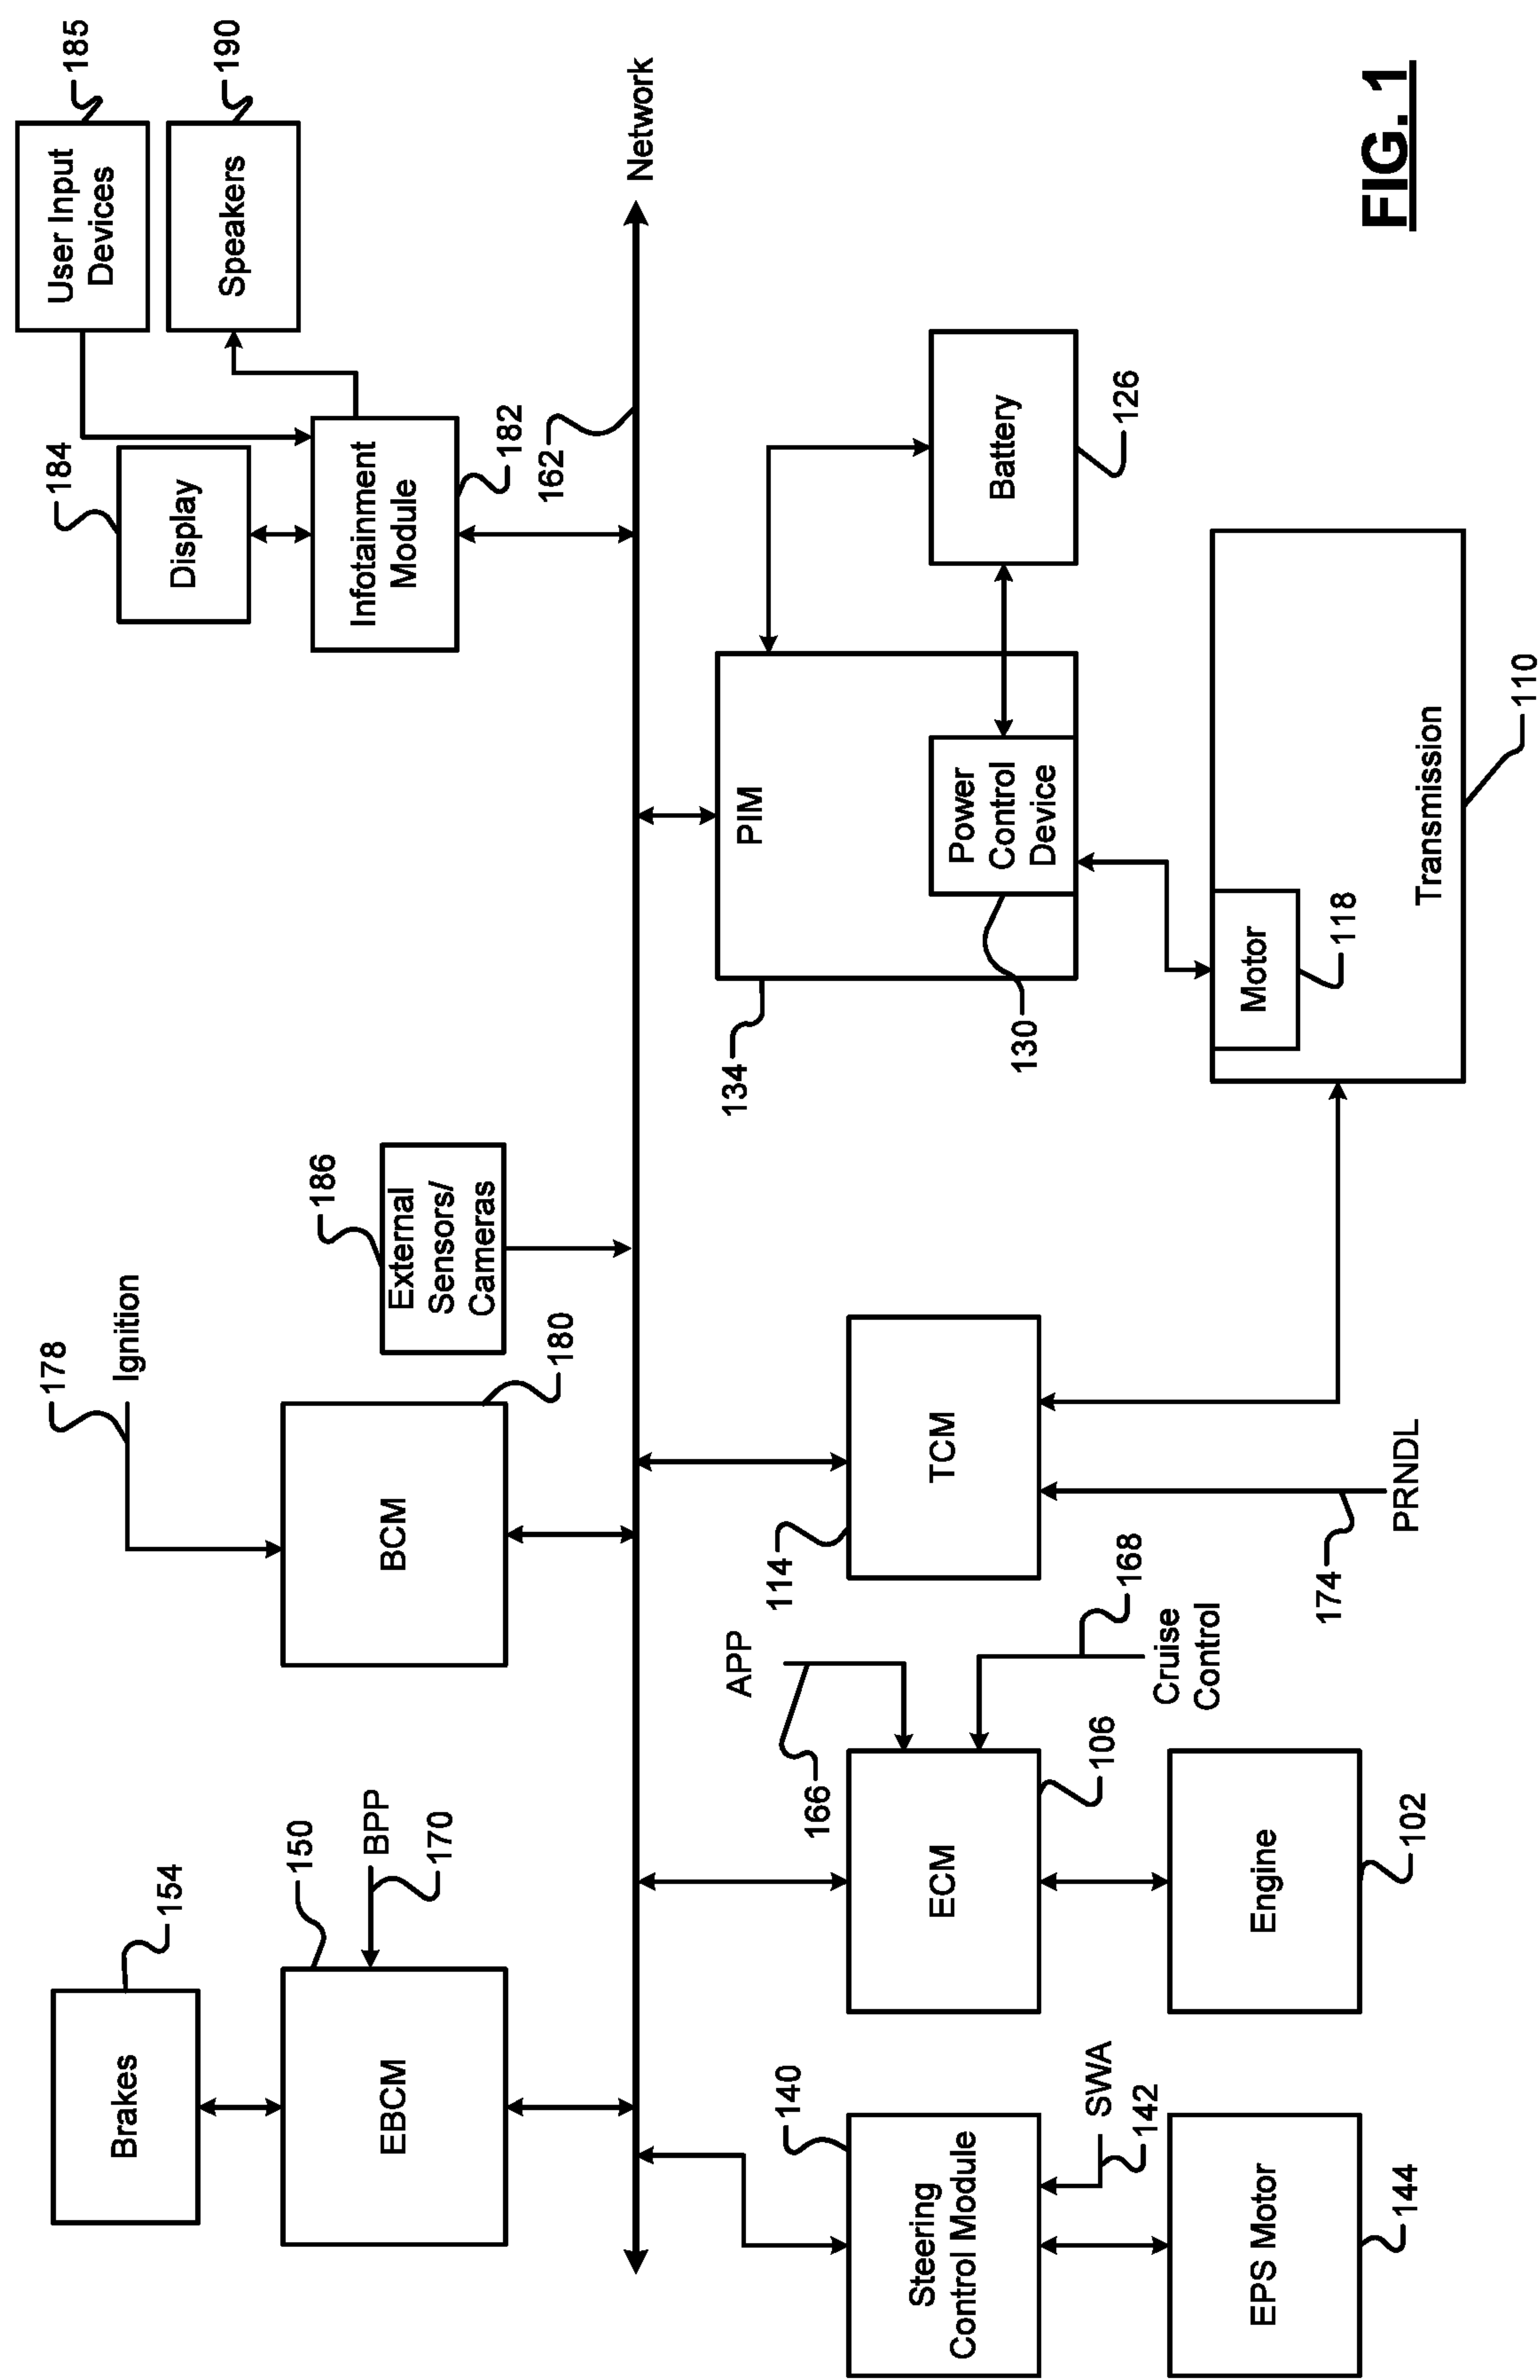 154
Brakes
150
EBCM
BPP
170
178
Ignition
BCM
180
186
External
Sensors/
Cameras
184
Display
User Input
Devices
185
Speakers
190
Infotainment
Module
182
162
Network
140
Steering
Control Module
SWA
142
EPS Motor
144
APP
166
ECM
106
Cruise
Control
168
Engine
102
114
TCM
174
PRNDL
134
PIM
Power
Control
Device
130
Battery
126
Motor
118
Transmission
110
FIG. 1